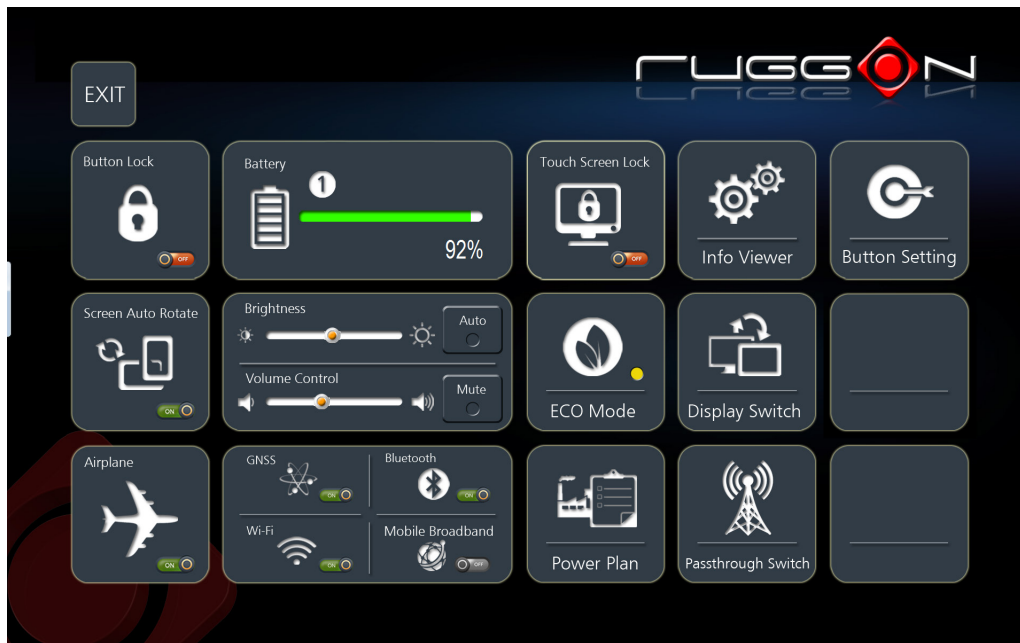 ruggon
EXIT
Button Lock
OFF
Battery
1
92%
Touch Screen Lock
OFF
Info Viewer
Button Setting
Screen Auto Rotate
ON
Brightness
Auto
Volume Control
Mute
ECO Mode
Display Switch
Airplane
ON
GNSS
ON
Bluetooth
ON
Wi-Fi
ON
Mobile Broadband
OFF
Power Plan
Passthrough Switch